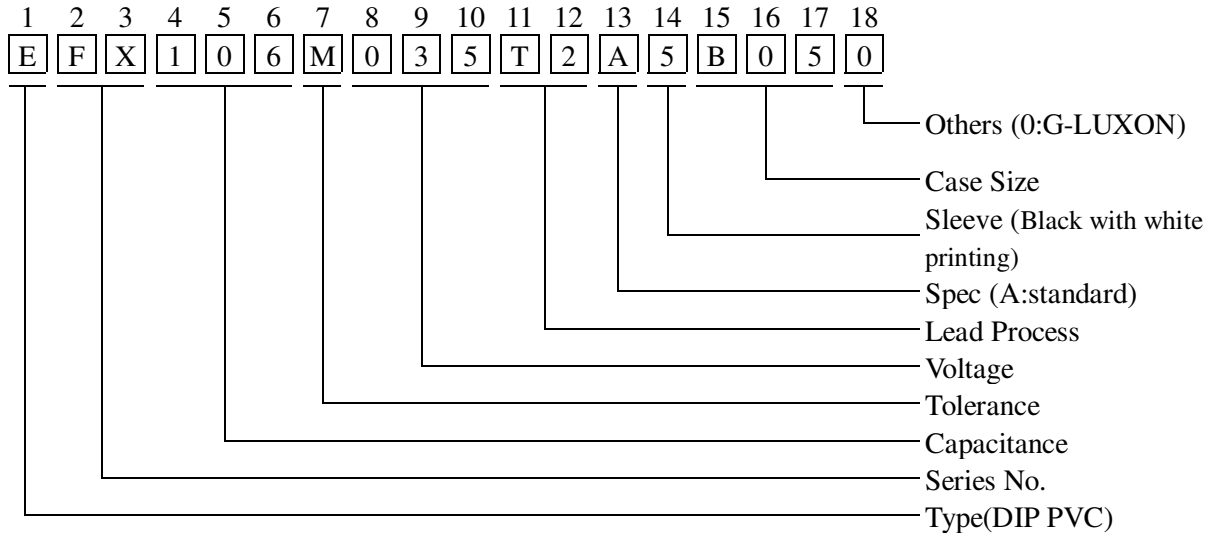 1 2 3 4 5 6 7 8 9 10 11 12 13 14 15 16 17 18
E F X 1 0 6 M 0 3 5 T 2 A 5 B 0 5 0
Others (0:G-LUXON)
Case Size
Sleeve (Black with white
printing)
Spec (A:standard)
Lead Process
Voltage
Tolerance
Capacitance
Series No.
Type(DIP PVC)